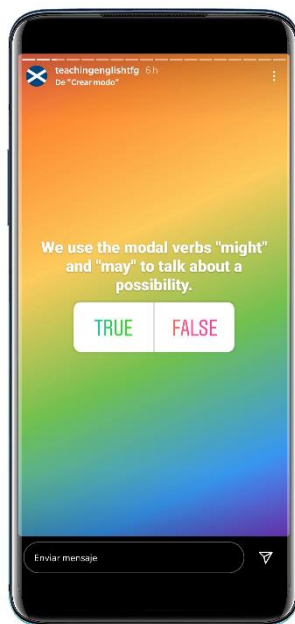 teachingenglishtfg 6 h
De "Crear modo"
We use the modal verbs "might"
and "may" to talk about a
possibility.
TRUE FALSE
Enviar mensaje